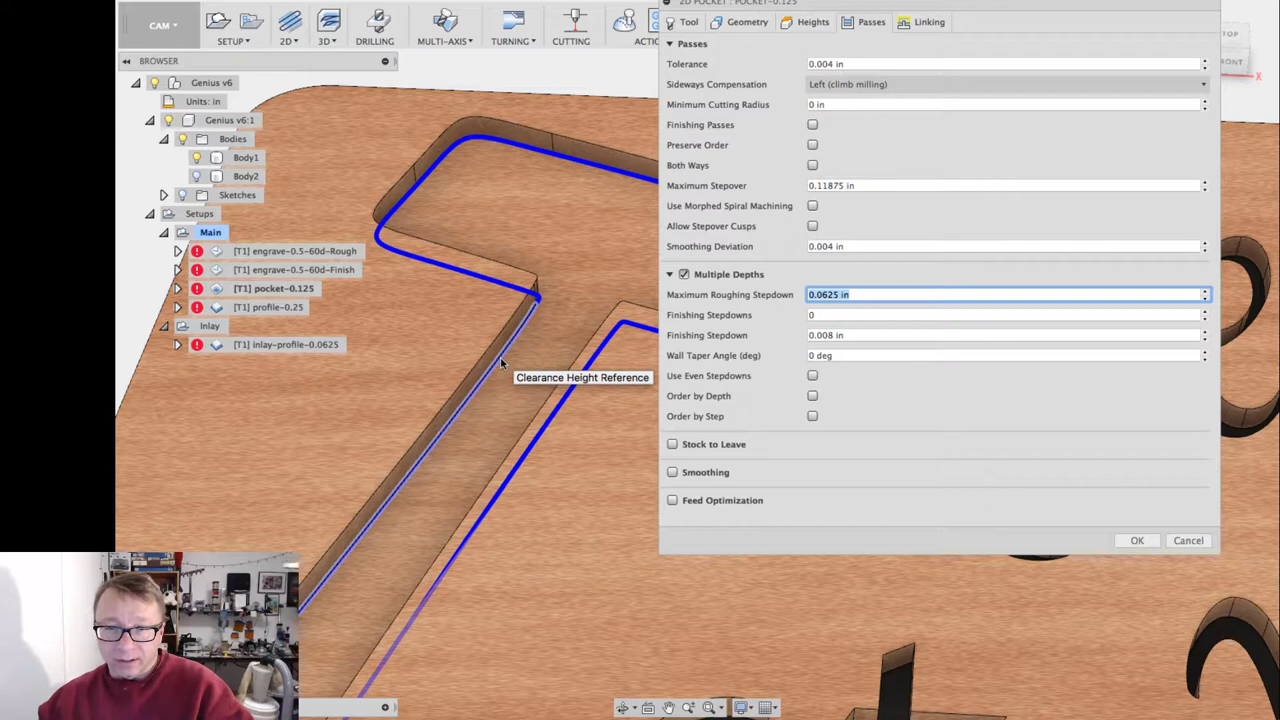 2D POCKET : POCKET-0.125
CAM
SETUP
2D
3D
DRILLING
MULTI-AXIS
TURNING
CUTTING
Tool
Geometry
Heights
Passes
Linking
TOP
FRONT
X
BROWSER
Genius v6
Units: in
Genius v6:1
Bodies
Body1
Body2
Sketches
Setups
Main
[T1] engrave-0.5-60d-Rough
[T1] engrave-0.5-60d-Finish
[T1] pocket-0.125
[T1] profile-0.25
Inlay
[T1] inlay-profile-0.0625
Clearance Height Reference
Passes
Tolerance 0.004 in
Sideways Compensation Left (climb milling)
Minimum Cutting Radius 0 in
Finishing Passes
Preserve Order
Both Ways
Maximum Stepover 0.11875 in
Use Morphed Spiral Machining
Allow Stepover Cusps
Smoothing Deviation 0.004 in
Multiple Depths
Maximum Roughing Stepdown 0.0625 in
Finishing Stepdowns 0
Finishing Stepdown 0.008 in
Wall Taper Angle (deg) 0 deg
Use Even Stepdowns
Order by Depth
Order by Step
Stock to Leave
Smoothing
Feed Optimization
OK Cancel